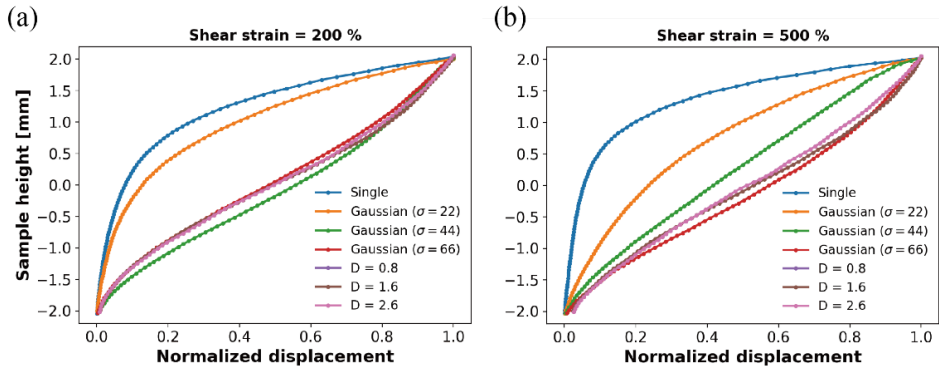 (a)
Shear strain = 200 %
Sample height [mm]
2.0
1.5
1.0
0.5
0.0
−0.5
−1.0
−1.5
−2.0
Single
Gaussian (σ = 22)
Gaussian (σ = 44)
Gaussian (σ = 66)
D = 0.8
D = 1.6
D = 2.6
0.0 0.2 0.4 0.6 0.8 1.0
Normalized displacement
(b)
Shear strain = 500 %
2.0
1.5
1.0
0.5
0.0
−0.5
−1.0
−1.5
−2.0
Single
Gaussian (σ = 22)
Gaussian (σ = 44)
Gaussian (σ = 66)
D = 0.8
D = 1.6
D = 2.6
0.0 0.2 0.4 0.6 0.8 1.0
Normalized displacement